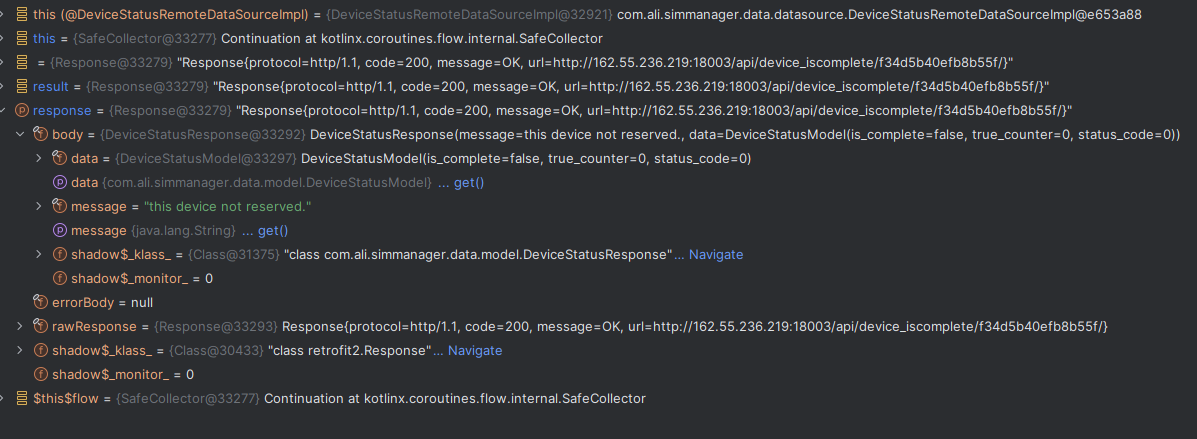 this (@DeviceStatusRemoteDataSourceImpl) = {DeviceStatusRemoteDataSourceImpl@32921} com.ali.simmanager.data.datasource.DeviceStatusRemoteDataSourceImpl@e653a88
this = {SafeCollector@33277} Continuation at kotlinx.coroutines.flow.internal.SafeCollector
= {Response@33279} "Response{protocol=http/1.1, code=200, message=OK, url=http://162.55.236.219:18003/api/device_iscomplete/f34d5b40efb8b55f/}"
result = {Response@33279} "Response{protocol=http/1.1, code=200, message=OK, url=http://162.55.236.219:18003/api/device_iscomplete/f34d5b40efb8b55f/}"
response = {Response@33279} "Response{protocol=http/1.1, code=200, message=OK, url=http://162.55.236.219:18003/api/device_iscomplete/f34d5b40efb8b55f/}"
body = {DeviceStatusResponse@33292} DeviceStatusResponse(message=this device not reserved., data=DeviceStatusModel(is_complete=false, true_counter=0, status_code=0))
data = {DeviceStatusModel@33297} DeviceStatusModel(is_complete=false, true_counter=0, status_code=0)
data {com.ali.simmanager.data.model.DeviceStatusModel} ... get()
message = "this device not reserved."
message {java.lang.String} ... get()
shadow$_klass_ = {Class@31375} "class com.ali.simmanager.data.model.DeviceStatusResponse"... Navigate
shadow$_monitor_ = 0
errorBody = null
rawResponse = {Response@33293} Response{protocol=http/1.1, code=200, message=OK, url=http://162.55.236.219:18003/api/device_iscomplete/f34d5b40efb8b55f/}
shadow$_klass_ = {Class@30433} "class retrofit2.Response"... Navigate
shadow$_monitor_ = 0
$this$flow = {SafeCollector@33277} Continuation at kotlinx.coroutines.flow.internal.SafeCollector